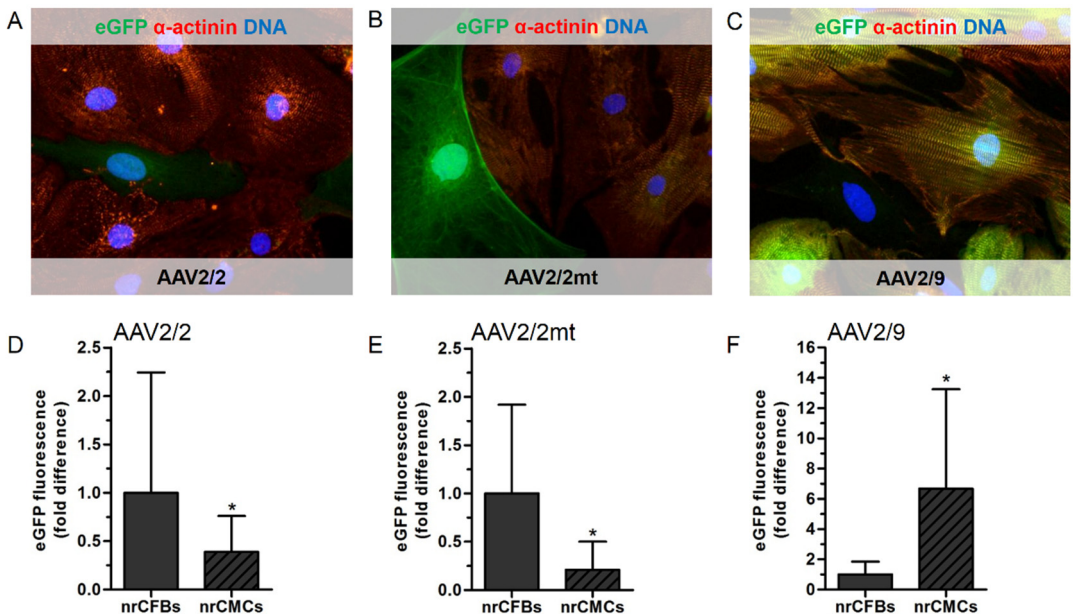 A
eGFP α-actinin DNA
AAV2/2
B
eGFP α-actinin DNA
AAV2/2mt
C
eGFP α-actinin DNA
AAV2/9
D
AAV2/2
eGFP fluorescence
(fold difference)
2.5
2.0
1.5
1.0
0.5
0.0
*
nrCFBs nrCMCs
E
AAV2/2mt
eGFP fluorescence
(fold difference)
2.5
2.0
1.5
1.0
0.5
0.0
*
nrCFBs nrCMCs
F
AAV2/9
eGFP fluorescence
(fold difference)
16
14
12
10
8
6
4
2
0
*
nrCFBs nrCMCs